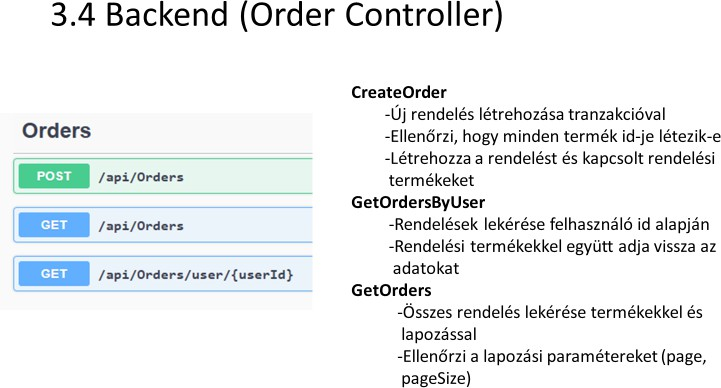 3.4 Backend (Order Controller)
Orders
POST /api/Orders
GET /api/Orders
GET /api/Orders/user/{userId}
CreateOrder
-Új rendelés létrehozása tranzakcióval
-Ellenőrzi, hogy minden termék id-je létezik-e
-Létrehozza a rendelést és kapcsolt rendelési
termékeket
GetOrdersByUser
-Rendelések lekérése felhasználó id alapján
-Rendelési termékekkel együtt adja vissza az
adatokat
GetOrders
-Összes rendelés lekérése termékekkel és
lapozással
-Ellenőrzi a lapozási paramétereket (page,
pageSize)